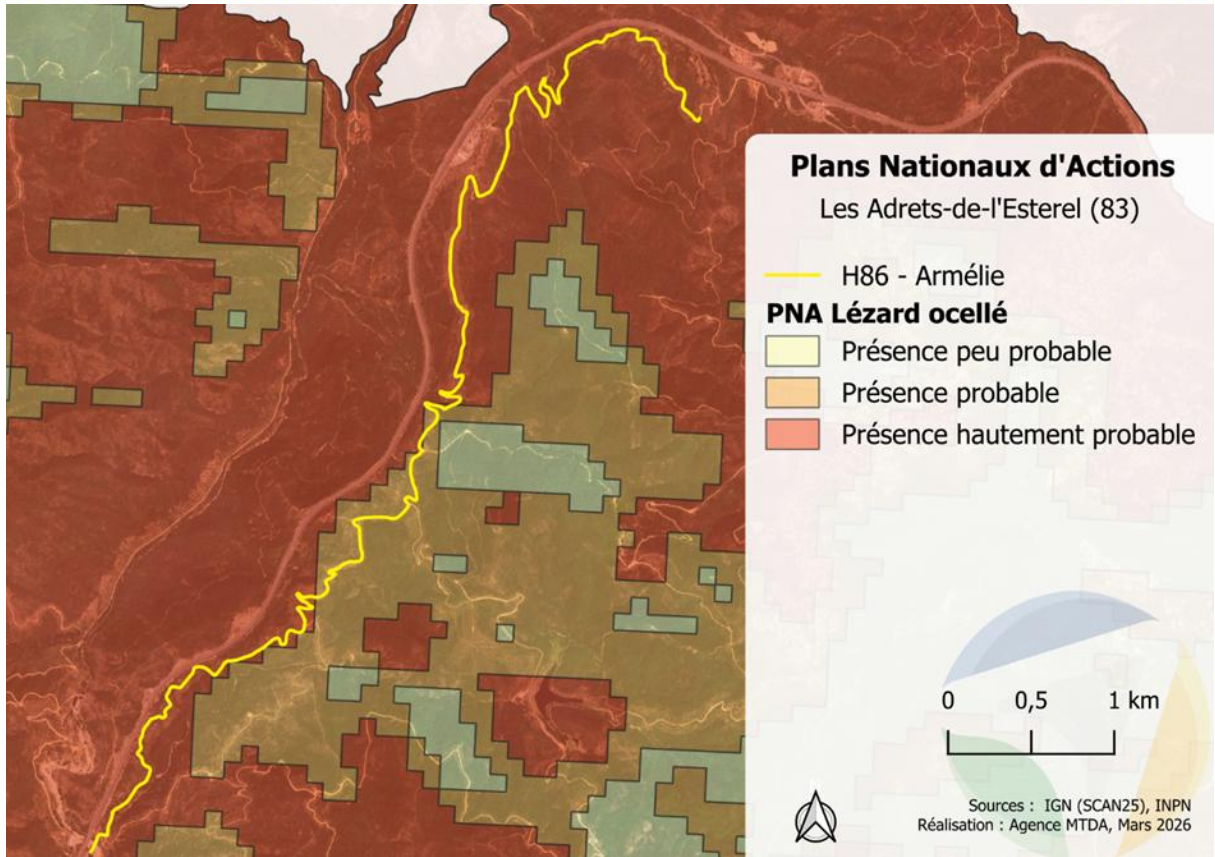 Plans Nationaux d'Actions
Les Adrets-de-l'Esterel (83)
H86 - Armélie
PNA Lézard ocellé
Présence peu probable
Présence probable
Présence hautement probable
0 0,5 1 km
Sources : IGN (SCAN25), INPN
Réalisation : Agence MTDA, Mars 2026